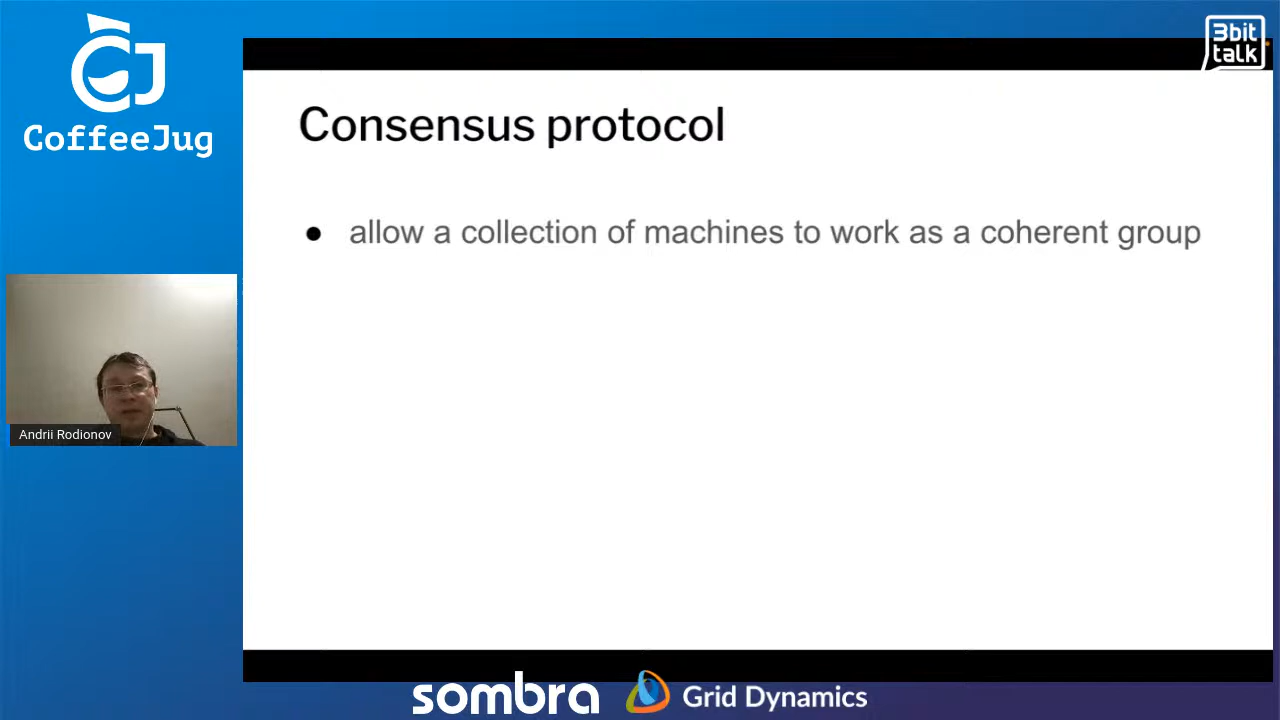 CoffeeJug
3bit
talk
Consensus protocol
● allow a collection of machines to work as a coherent group
Andrii Rodionov
sombra
Grid Dynamics